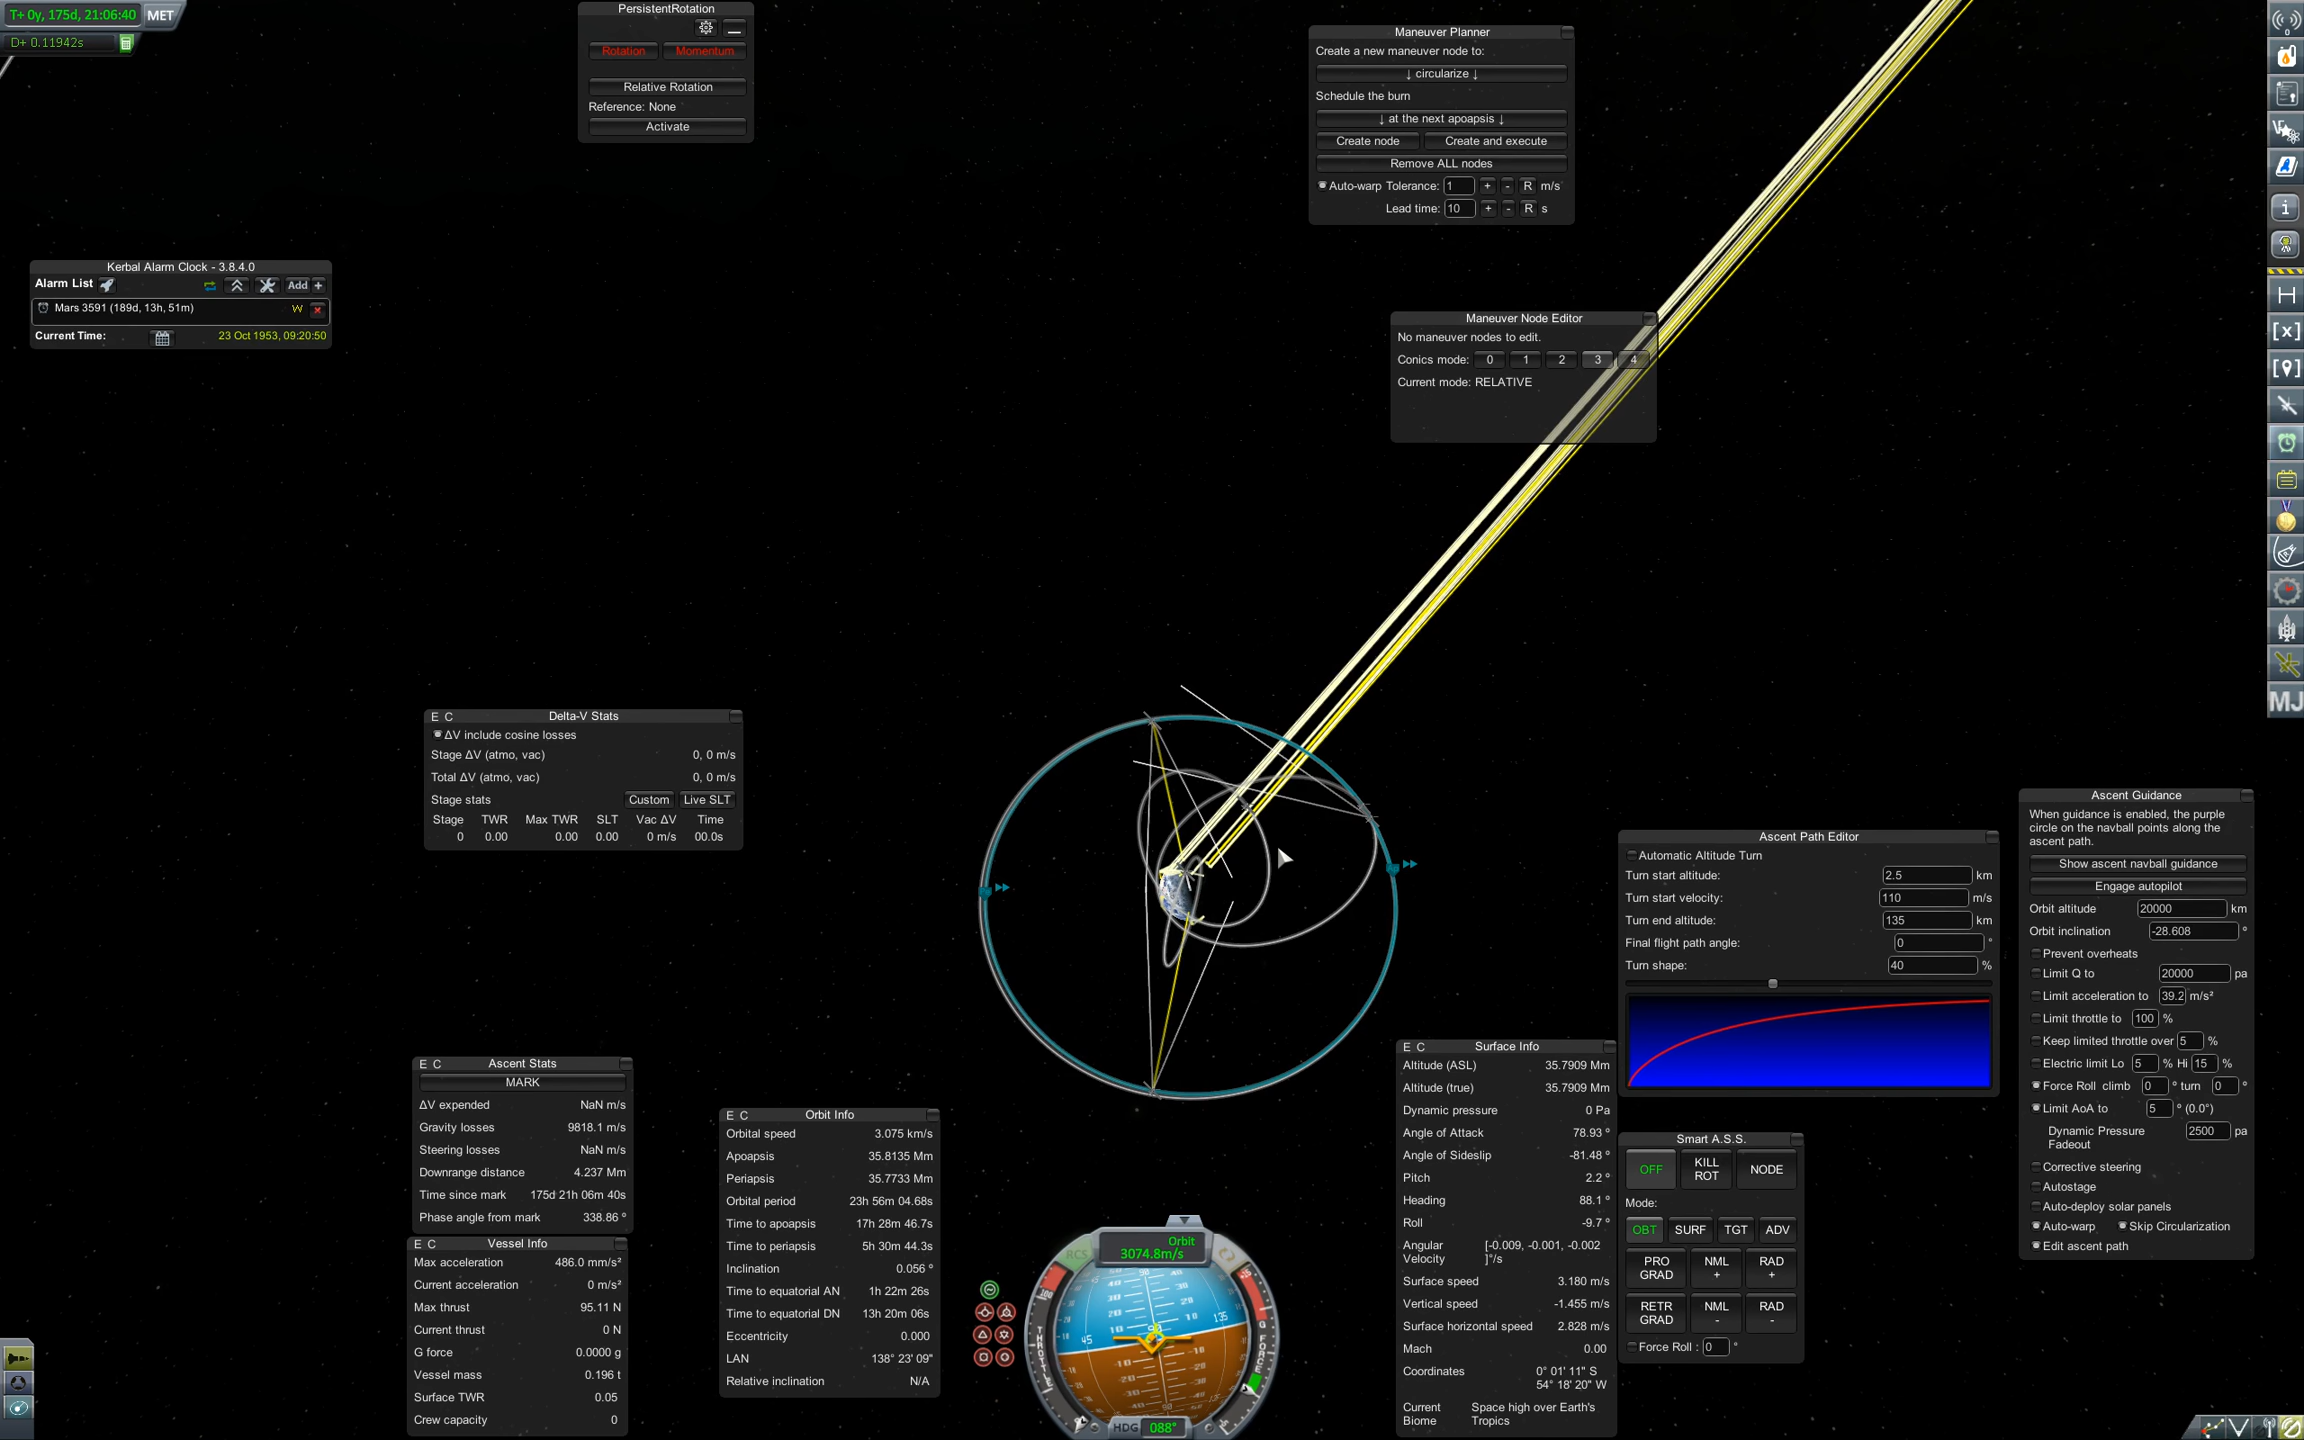 T+ 0y, 175d, 21:06:40 MET
D+ 0.11942s
PersistentRotation
Rotation Momentum
Relative Rotation
Reference: None
Activate
Maneuver Planner
Create a new maneuver node to:
↓ circularize ↓
Schedule the burn
↓ at the next apoapsis ↓
Create node Create and execute
Remove ALL nodes
Auto-warp Tolerance: 1 + - R m/s
Lead time: 10 + - R s
Kerbal Alarm Clock - 3.8.4.0
Alarm List Add +
Mars 3591 (189d, 13h, 51m)
Current Time: 23 Oct 1953, 09:20:50
Maneuver Node Editor
No maneuver nodes to edit.
Conics mode: 0 1 2 3 4
Current mode: RELATIVE
E C Delta-V Stats
ΔV include cosine losses
Stage ΔV (atmo, vac) 0, 0 m/s
Total ΔV (atmo, vac) 0, 0 m/s
Stage stats Custom Live SLT
Stage TWR Max TWR SLT Vac ΔV Time
0 0.00 0.00 0.00 0 m/s 00.0s
Ascent Path Editor
Automatic Altitude Turn
Turn start altitude: 2.5 km
Turn start velocity: 110 m/s
Turn end altitude: 135 km
Final flight path angle: 0 °
Turn shape: 40 %
Ascent Guidance
When guidance is enabled, the purple
circle on the navball points along the
ascent path.
Show ascent navball guidance
Engage autopilot
Orbit altitude 20000 km
Orbit inclination -28.608 °
Prevent overheats
Limit Q to 20000 pa
Limit acceleration to 39.2 m/s²
Limit throttle to 100 %
Keep limited throttle over 5 %
Electric limit Lo 5 % Hi 15 %
Force Roll climb 0 ° turn 0 °
Limit AoA to 5 ° (0.0°)
Dynamic Pressure
Fadeout 2500 pa
Corrective steering
Autostage
Auto-deploy solar panels
Auto-warp Skip Circularization
Edit ascent path
E C Ascent Stats
MARK
ΔV expended NaN m/s
Gravity losses 9818.1 m/s
Steering losses NaN m/s
Downrange distance 4.237 Mm
Time since mark 175d 21h 06m 40s
Phase angle from mark 338.86 °
E C Vessel Info
Max acceleration 486.0 mm/s²
Current acceleration 0 m/s²
Max thrust 95.11 N
Current thrust 0 N
G force 0.0000 g
Vessel mass 0.196 t
Surface TWR 0.05
Crew capacity 0
E C Orbit Info
Orbital speed 3.075 km/s
Apoapsis 35.8135 Mm
Periapsis 35.7733 Mm
Orbital period 23h 56m 04.68s
Time to apoapsis 17h 28m 46.7s
Time to periapsis 5h 30m 44.3s
Inclination 0.056 °
Time to equatorial AN 1h 22m 26s
Time to equatorial DN 13h 20m 06s
Eccentricity 0.000
LAN 138° 23' 09"
Relative inclination N/A
Orbit
3074.8m/s
RCS
THROTTLE
G FORCE
HDG 088°
E C Surface Info
Altitude (ASL) 35.7909 Mm
Altitude (true) 35.7909 Mm
Dynamic pressure 0 Pa
Angle of Attack 78.93 °
Angle of Sideslip -81.48 °
Pitch 2.2 °
Heading 88.1 °
Roll -9.7 °
Angular
Velocity [-0.009, -0.001, -0.002
]°/s
Surface speed 3.180 m/s
Vertical speed -1.455 m/s
Surface horizontal speed 2.828 m/s
Mach 0.00
Coordinates 0° 01' 11" S
54° 18' 20" W
Current
Biome Space high over Earth's
Tropics
Smart A.S.S.
OFF KILL ROT NODE
Mode:
OBT SURF TGT ADV
PRO GRAD NML + RAD +
RETR GRAD NML - RAD -
Force Roll : 0 °
MJ